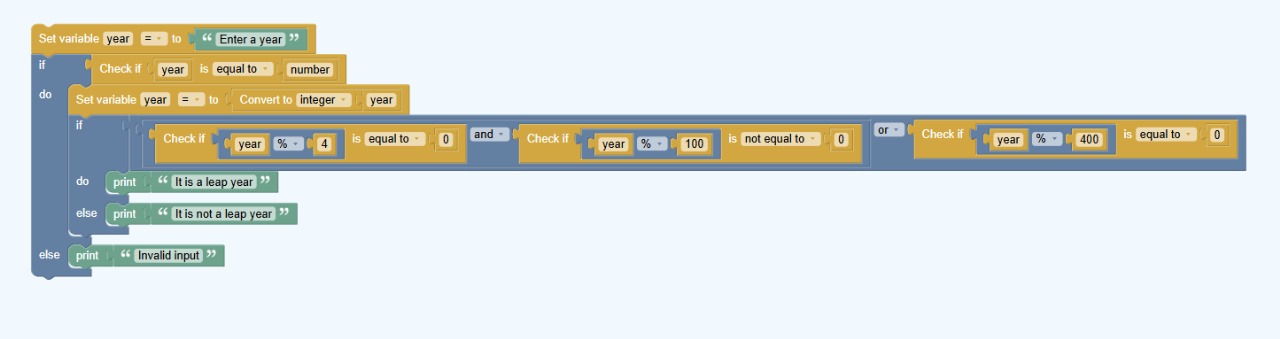 Set variable year = to “ Enter a year ”
if Check if year is equal to number
do Set variable year = to Convert to integer year
if Check if year % 4 is equal to 0 and Check if year % 100 is not equal to 0 or Check if year % 400 is equal to 0
do print “ It is a leap year ”
else print “ It is not a leap year ”
else print “ Invalid input ”